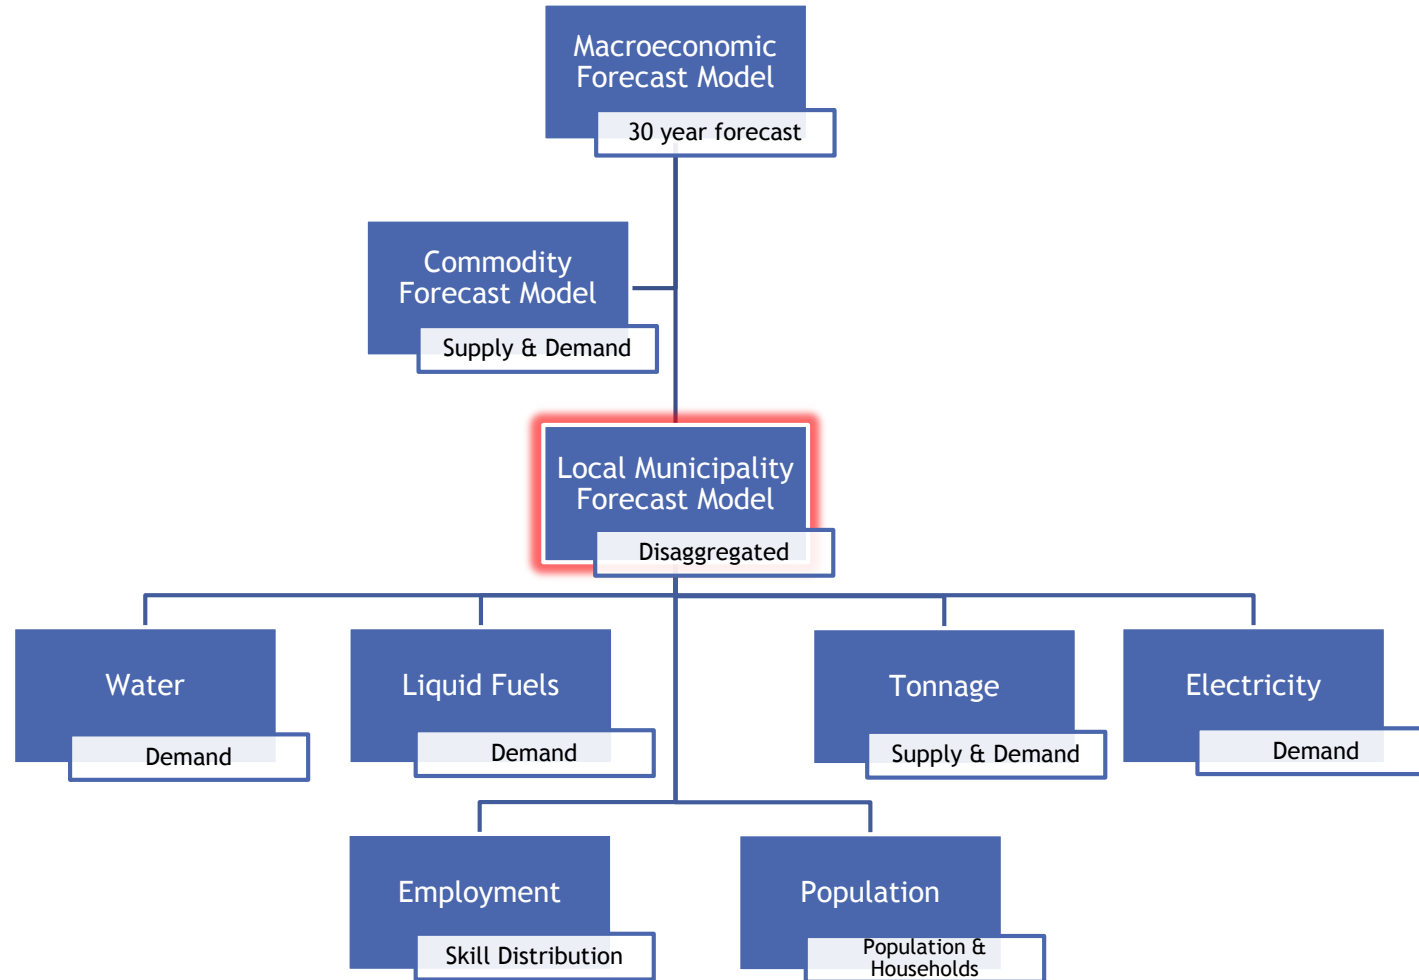 Macroeconomic
Forecast Model
30 year forecast
Commodity
Forecast Model
Supply & Demand
Local Municipality
Forecast Model
Disaggregated
Water
Demand
Liquid Fuels
Demand
Tonnage
Supply & Demand
Electricity
Demand
Employment
Skill Distribution
Population
Population &
Households